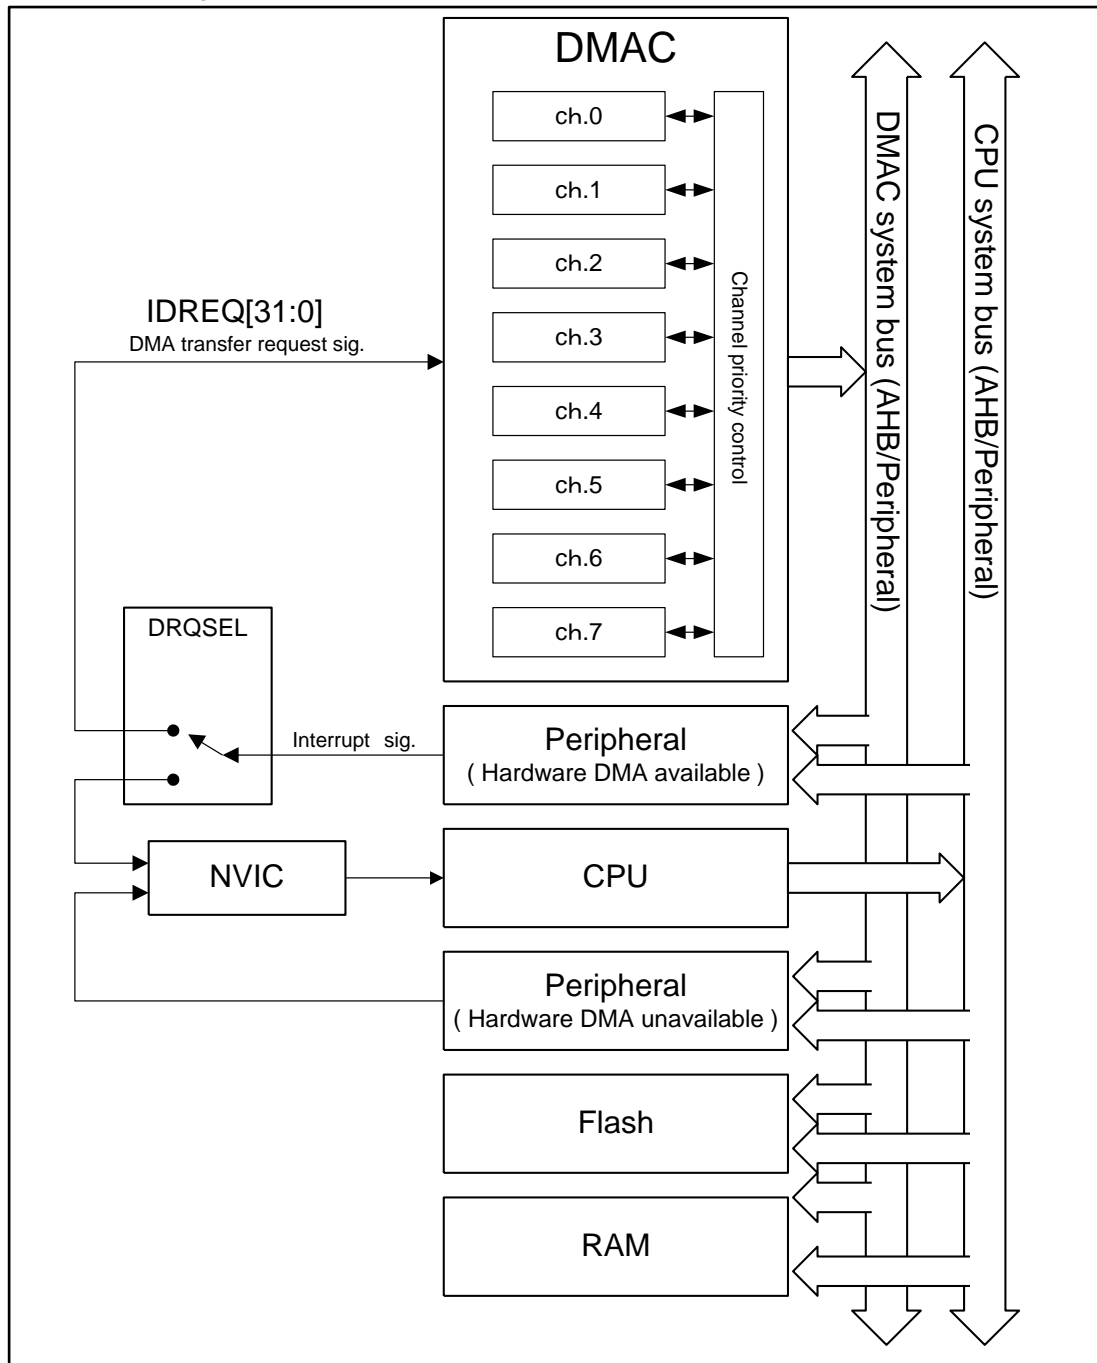 DMAC
ch.0
ch.1
ch.2
ch.3
ch.4
ch.5
ch.6
ch.7
Channel priority control
DMAC system bus (AHB/Peripheral)
CPU system bus (AHB/Peripheral)
IDREQ[31:0]
DMA transfer request sig.
DRQSEL
Interrupt sig.
Peripheral
( Hardware DMA available )
NVIC
CPU
Peripheral
( Hardware DMA unavailable )
Flash
RAM